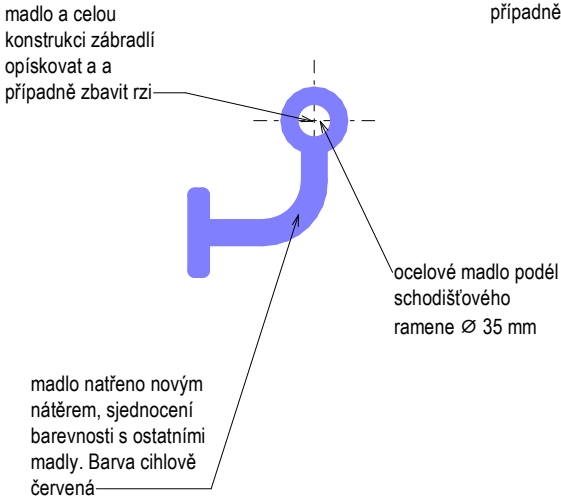 madlo a celou
konstrukci zábradlí
opískovat a a
případně zbavit rzi
případně
ocelové madlo podél
schodišťového
ramene Ø 35 mm
madlo natřeno novým
nátěrem, sjednocení
barevnosti s ostatními
madly. Barva cihlově
červená